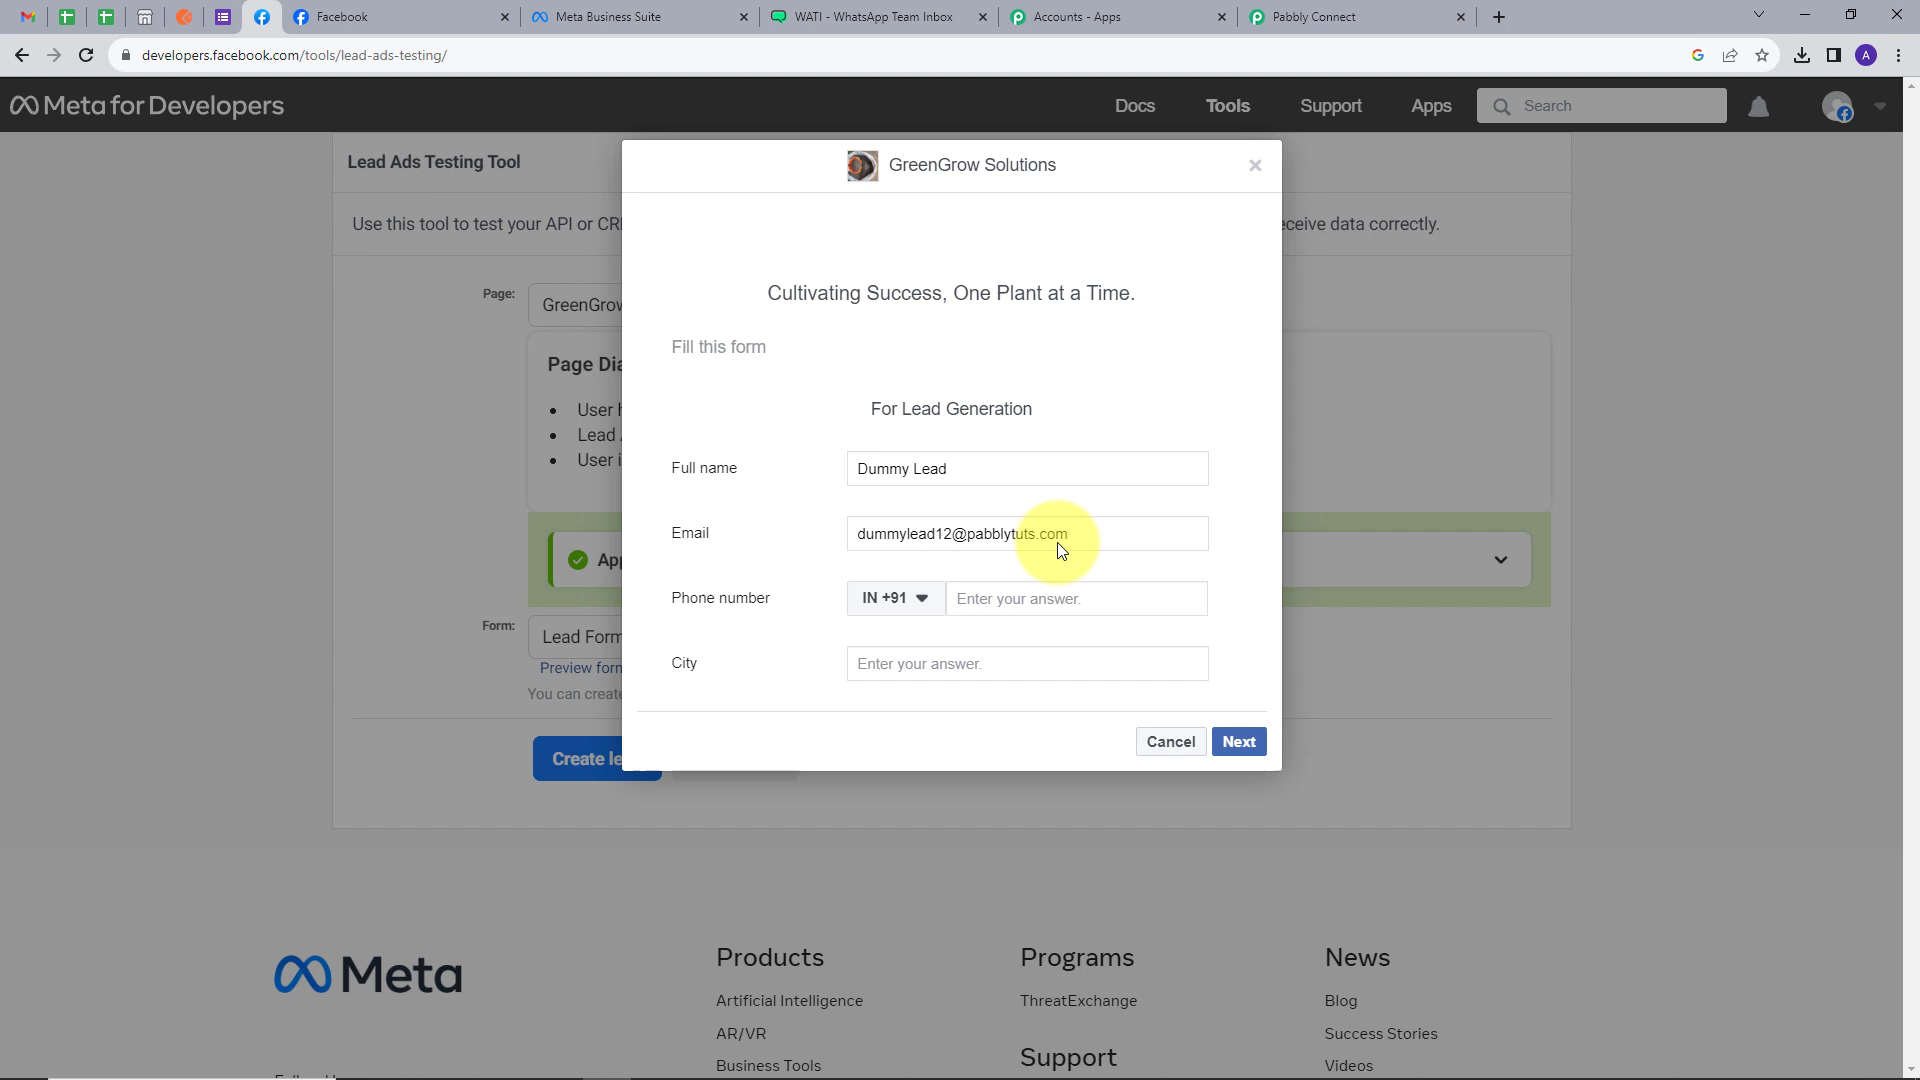 Facebook
Meta Business Suite
WATI - WhatsApp Team Inbox
Accounts - Apps
Pabbly Connect
developers.facebook.com/tools/lead-ads-testing/
A
Meta for Developers
Docs
Tools
Support
Apps
Search
Lead Ads Testing Tool
GreenGrow Solutions
Use this tool to test your API or CR
eceive data correctly.
Cultivating Success, One Plant at a Time.
Page:
GreenGrow
Fill this form
Page Dia
For Lead Generation
User
Lead
User i
Full name
Dummy Lead
Email
dummylead12@pabblytuts.com
App
Phone number
IN +91
Enter your answer.
Form:
Lead Form
Preview form
You can create
City
Enter your answer.
Cancel
Next
Create le
Meta
Products
Artificial Intelligence
AR/VR
Business Tools
Programs
ThreatExchange
Support
News
Blog
Success Stories
Videos